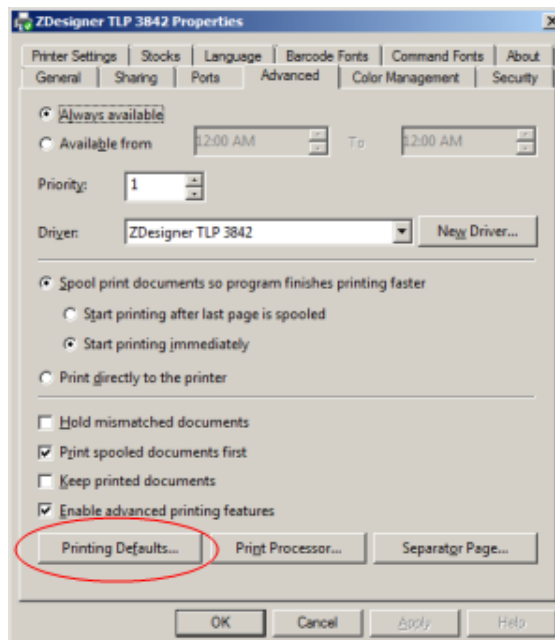 ZDesigner TLP 3842 Properties
Printer Settings Stocks Language Barcode Fonts Command Fonts About
General Sharing Ports Advanced Color Management Security
Always available
Available from 12:00 AM To 12:00 AM
Priority: 1
Driver: ZDesigner TLP 3842 New Driver...
Spool print documents so program finishes printing faster
Start printing after last page is spooled
Start printing immediately
Print directly to the printer
Hold mismatched documents
Print spooled documents first
Keep printed documents
Enable advanced printing features
Printing Defaults... Print Processor... Separator Page...
OK Cancel Apply Help